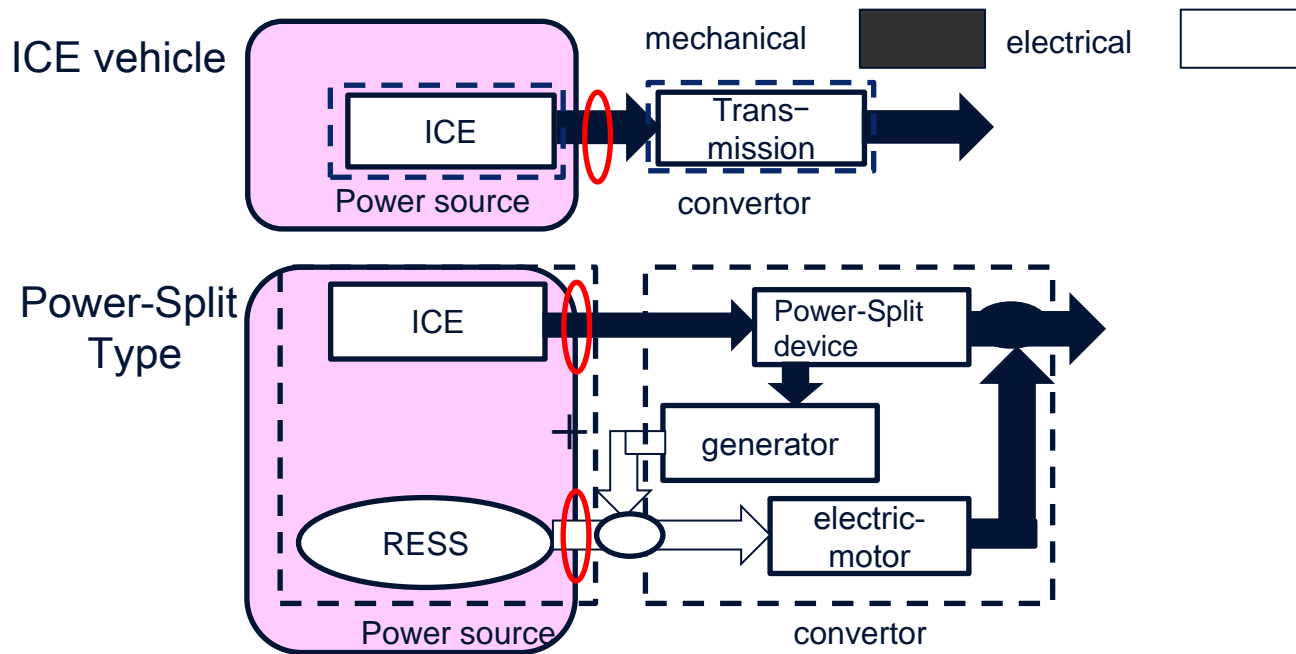 ICE vehicle
mechanical
electrical
ICE
Trans-
mission
Power source
convertor
Power-Split
Type
ICE
Power-Split
device
+
generator
RESS
electric-
motor
Power source
convertor